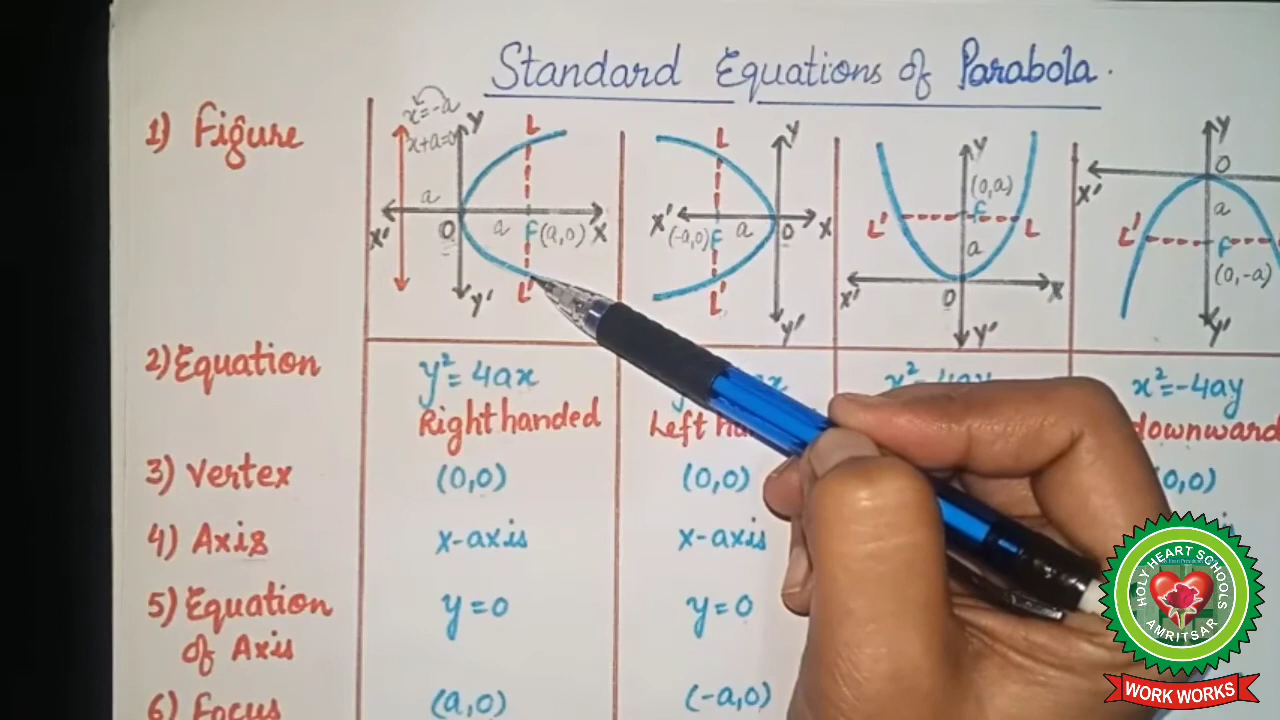 Standard Equations of Parabola.
1) Figure
x=-a
x+a=0
Y
L
a
X'
O
a
F (a,0)
X
L'
Y'
L
Y
X'
(-a,0) F
a
O
X
L'
Y'
Y
(0,a)
L'
F
L
a
X'
O
X
Y'
Y
O
X'
a
L'
F
(0,-a)
Y'
2) Equation
y²=4ax
x²=-4ay
Right handed
Left
downward
3) Vertex
(0,0)
(0,0)
0,0)
4) Axis
x-axis
x-axis
5) Equation
of Axis
y=0
y=0
6) Focus
(a,0)
(-a,0)
HOLY HEART SCHOOLS
AMRITSAR
WORK WORKS